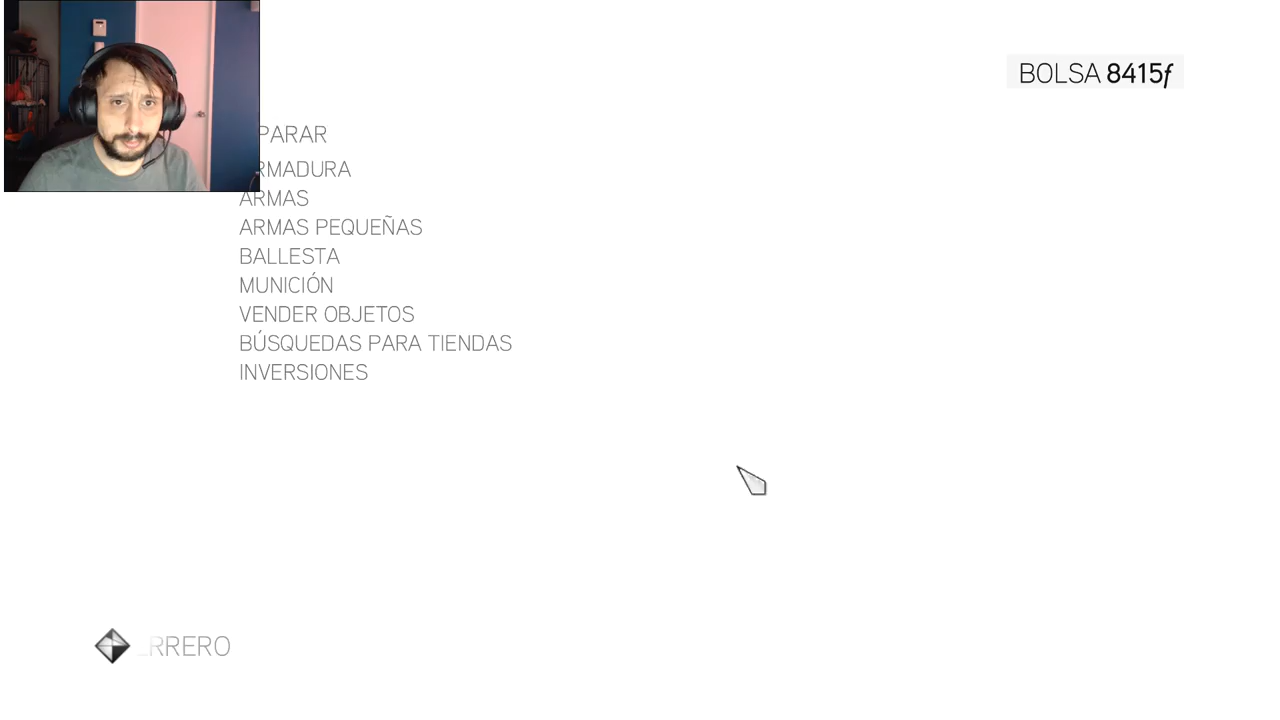 BOLSA 8415ƒ
PARAR
RMADURA
ARMAS
ARMAS PEQUEÑAS
BALLESTA
MUNICIÓN
VENDER OBJETOS
BÚSQUEDAS PARA TIENDAS
INVERSIONES
RRERO